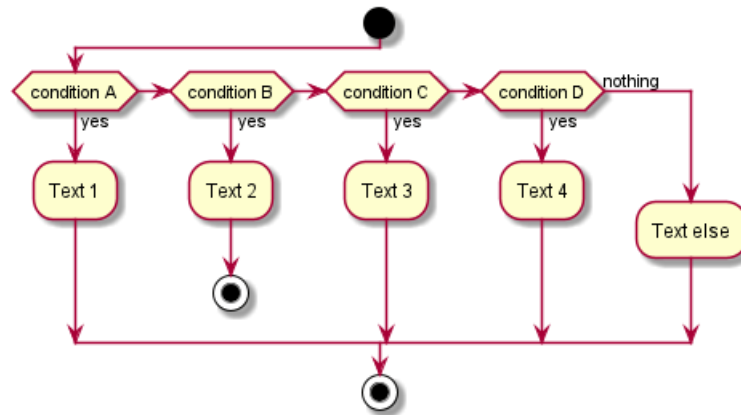 nothing
condition A
condition B
condition C
condition D
yes
yes
yes
yes
Text 1
Text 2
Text 3
Text 4
Text else